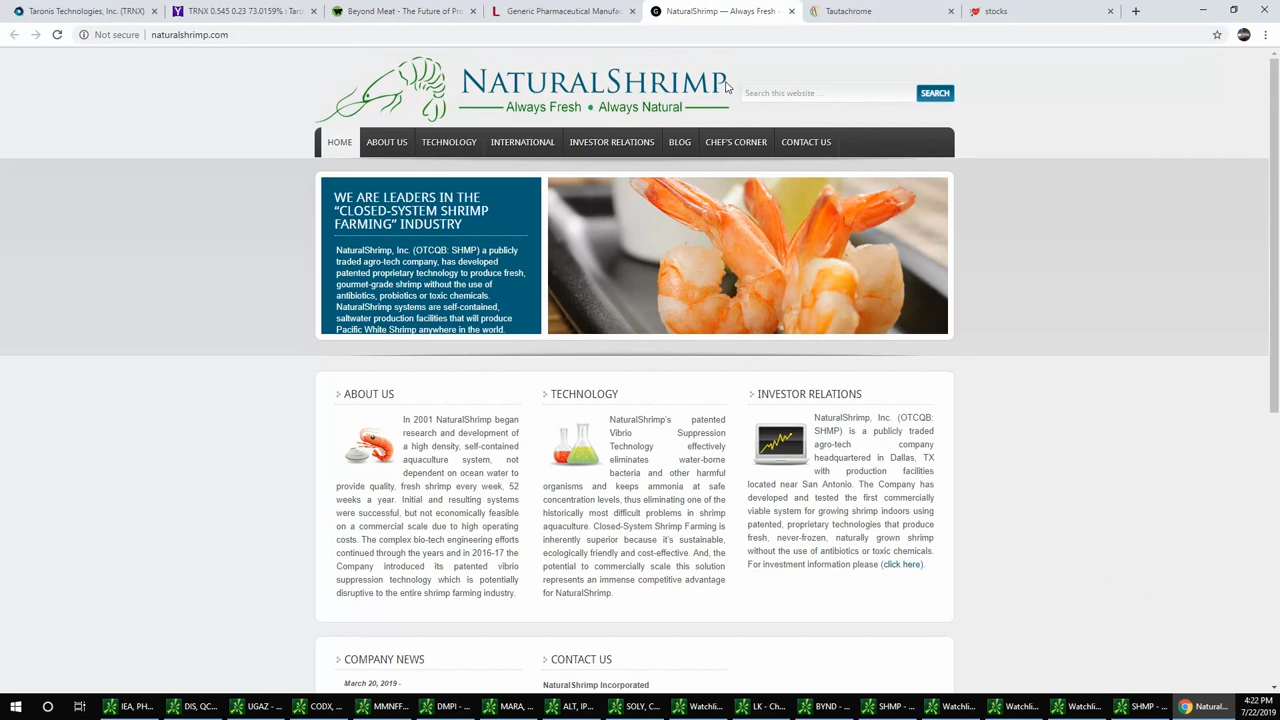 Taronis Technologies, Inc. (TRNX)
TRNX 0.545 0.23 73.0159% : Taro
Beyond Meat - The Future of Pro
Generic Pharmaceutical Manufa
NaturalShrimp — Always Fresh -
Tautachrome
stocks
Not secure
naturalshrimp.com
NATURALSHRIMP
Always Fresh • Always Natural
Search this website ...
SEARCH
HOME
ABOUT US
TECHNOLOGY
INTERNATIONAL
INVESTOR RELATIONS
BLOG
CHEF'S CORNER
CONTACT US
WE ARE LEADERS IN THE
“CLOSED-SYSTEM SHRIMP
FARMING” INDUSTRY
NaturalShrimp, Inc. (OTCQB: SHMP) a publicly
traded agro-tech company, has developed
patented proprietary technology to produce fresh,
gourmet-grade shrimp without the use of
antibiotics, probiotics or toxic chemicals.
NaturalShrimp systems are self-contained,
saltwater production facilities that will produce
Pacific White Shrimp anywhere in the world.
ABOUT US
In 2001 NaturalShrimp began
research and development of
a high density, self-contained
aquaculture system, not
dependent on ocean water to
provide quality, fresh shrimp every week, 52
weeks a year. Initial and resulting systems
were successful, but not economically feasible
on a commercial scale due to high operating
costs. The complex bio-tech engineering efforts
continued through the years and in 2016-17 the
Company introduced its patented vibrio
suppression technology which is potentially
disruptive to the entire shrimp farming industry.
TECHNOLOGY
NaturalShrimp's patented
Vibrio Suppression
Technology effectively
eliminates water-borne
bacteria and other harmful
organisms and keeps ammonia at safe
concentration levels, thus eliminating one of the
historically most difficult problems in shrimp
aquaculture. Closed-System Shrimp Farming is
inherently superior because it's sustainable,
ecologically friendly and cost-effective. And, the
potential to commercially scale this solution
represents an immense competitive advantage
for NaturalShrimp.
INVESTOR RELATIONS
NaturalShrimp, Inc. (OTCQB:
SHMP) is a publicly traded
agro-tech company
headquartered in Dallas, TX
with production facilities
located near San Antonio. The Company has
developed and tested the first commercially
viable system for growing shrimp indoors using
patented, proprietary technologies that produce
fresh, never-frozen, naturally grown shrimp
without the use of antibiotics or toxic chemicals.
For investment information please (click here).
COMPANY NEWS
March 20, 2019 -
CONTACT US
NaturalShrimp Incorporated
IEA, PH...
DIS, QC...
UGAZ - ...
CODX, ...
MMNFF...
DMPI - ...
MARA, ...
ALT, IP...
SOLY, C...
Watchli...
LK - Cha...
BYND - ...
SHMP - ...
Watchli...
Watchli...
Watchli...
SHMP - ...
Natural...
4:22 PM
7/22/2019